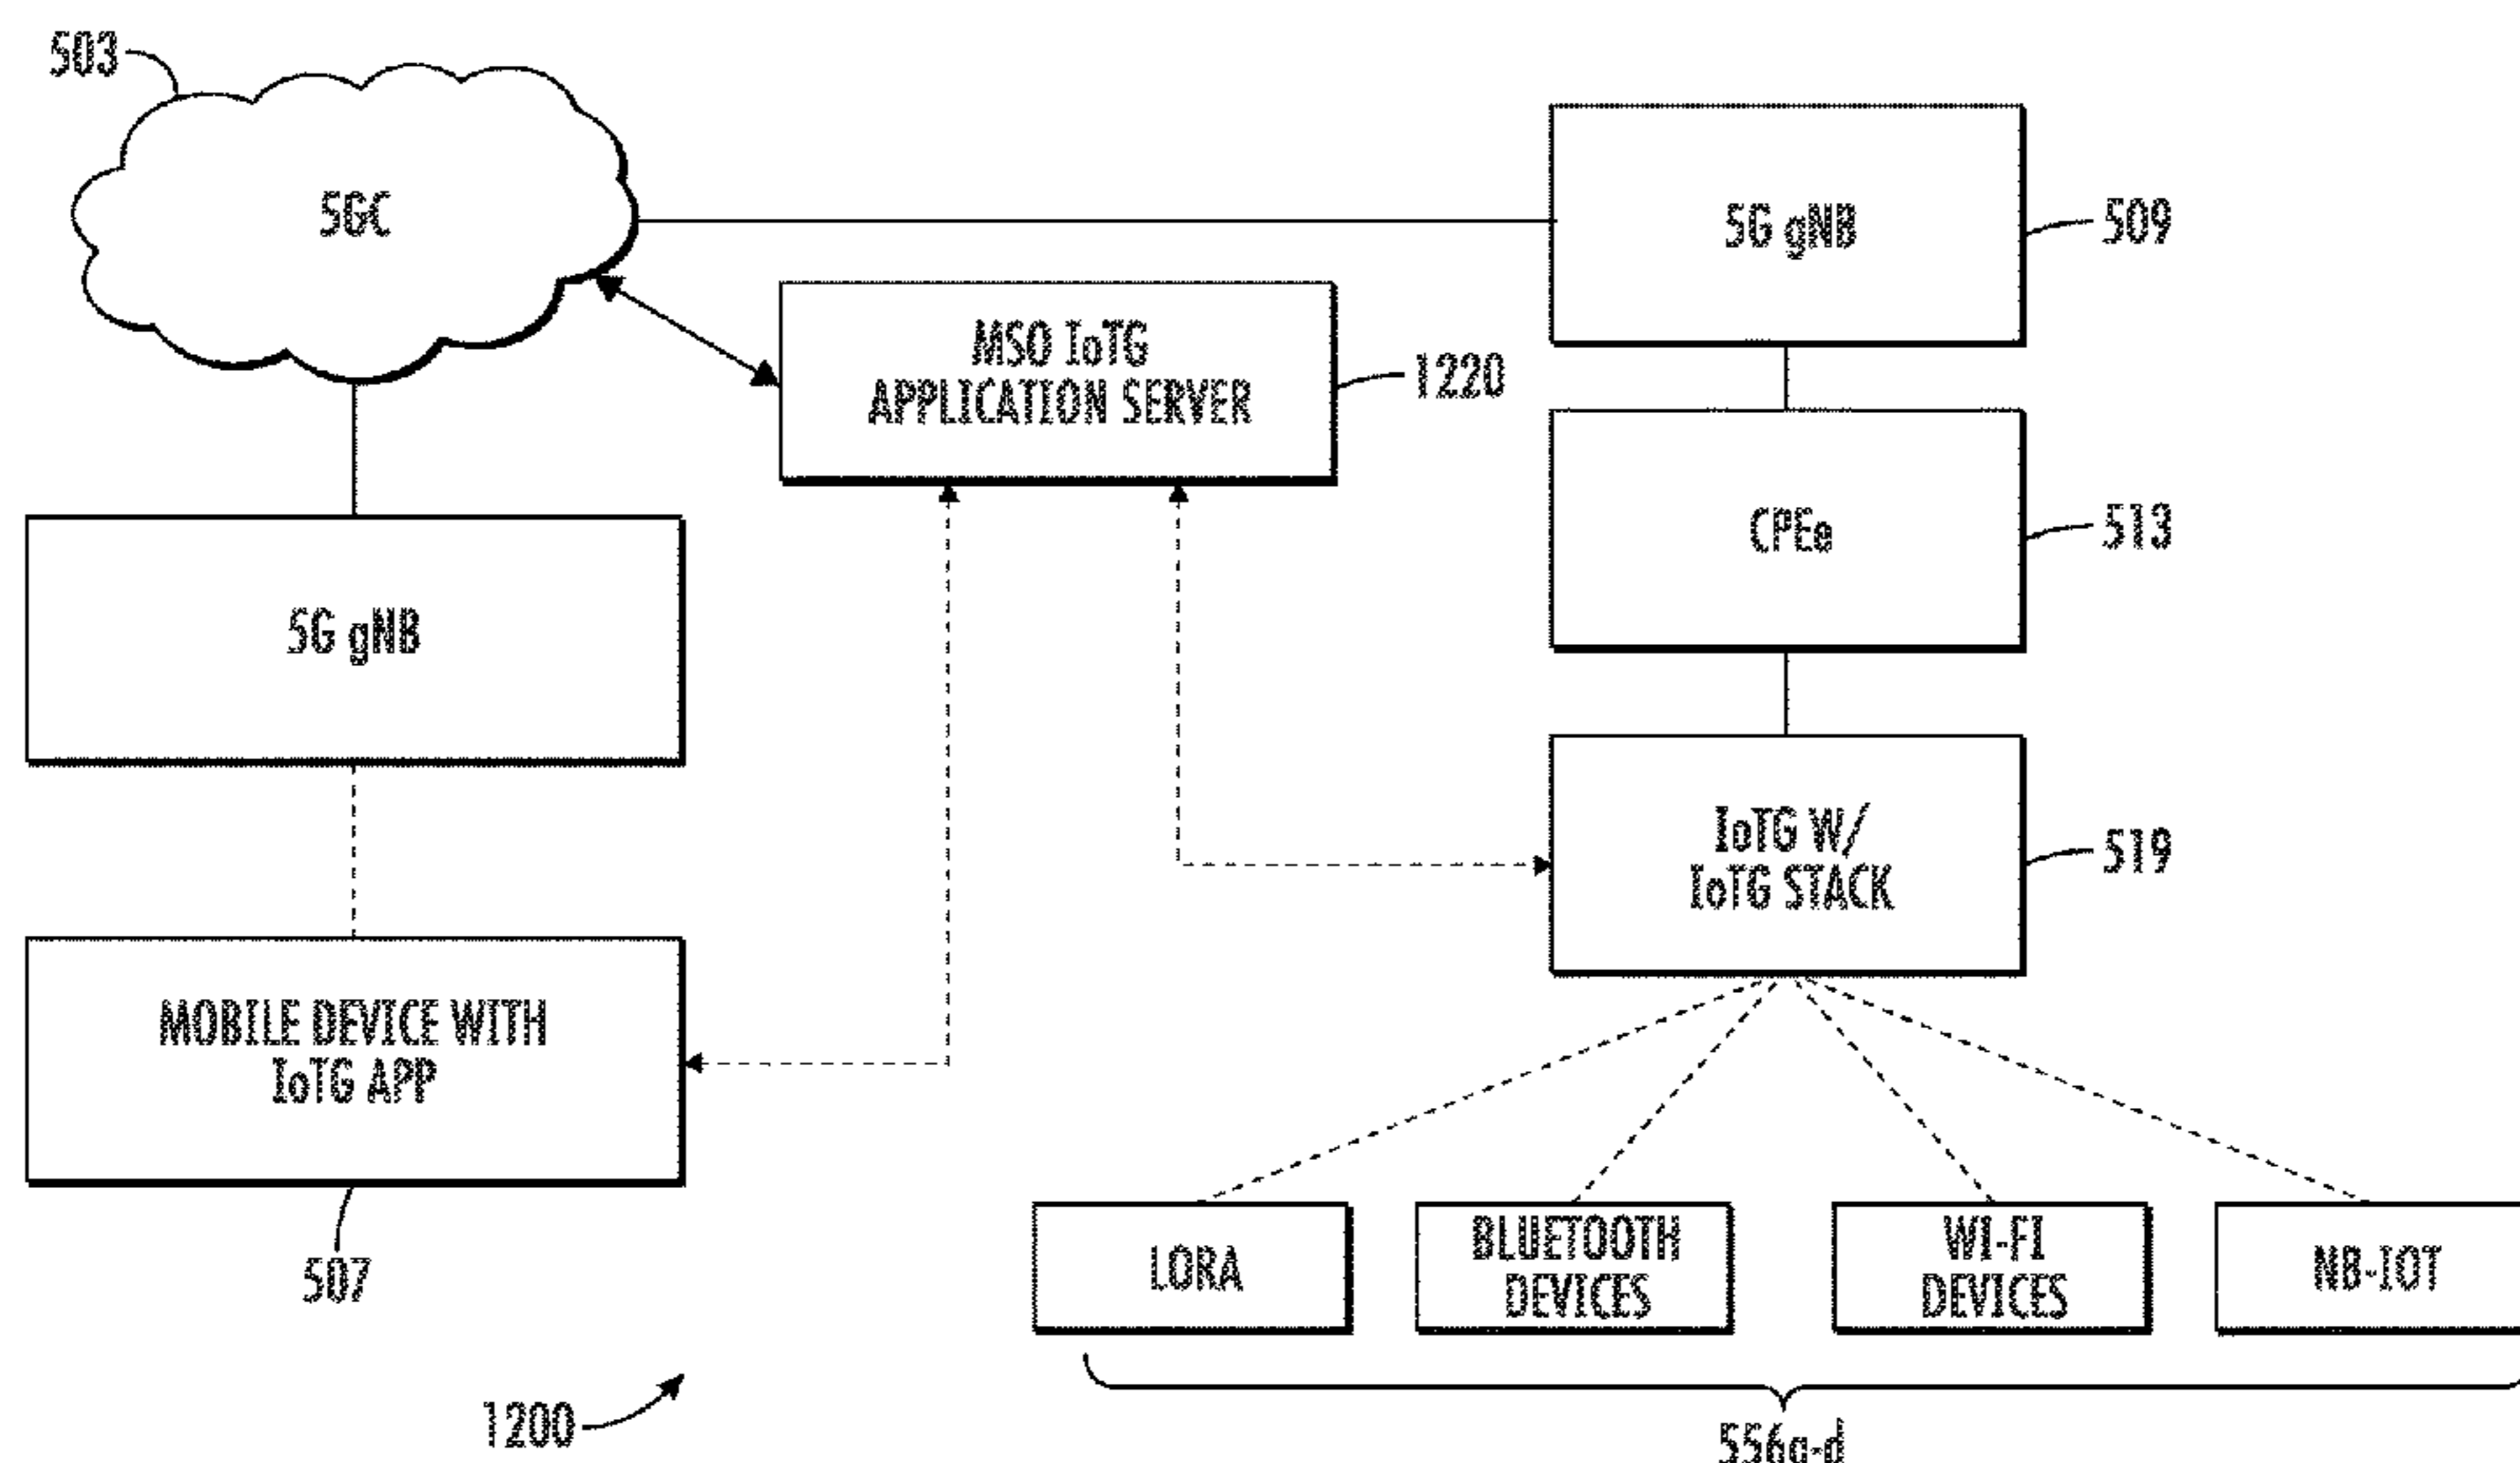 503
5GC
5G gNB
509
MSO IoTG
APPLICATION SERVER
1220
CPEe
513
5G gNB
IoTG W/
IoTG STACK
519
MOBILE DEVICE WITH
IoTG APP
507
LORA
BLUETOOTH
DEVICES
WI-FI
DEVICES
NB-IOT
1200
556a-d